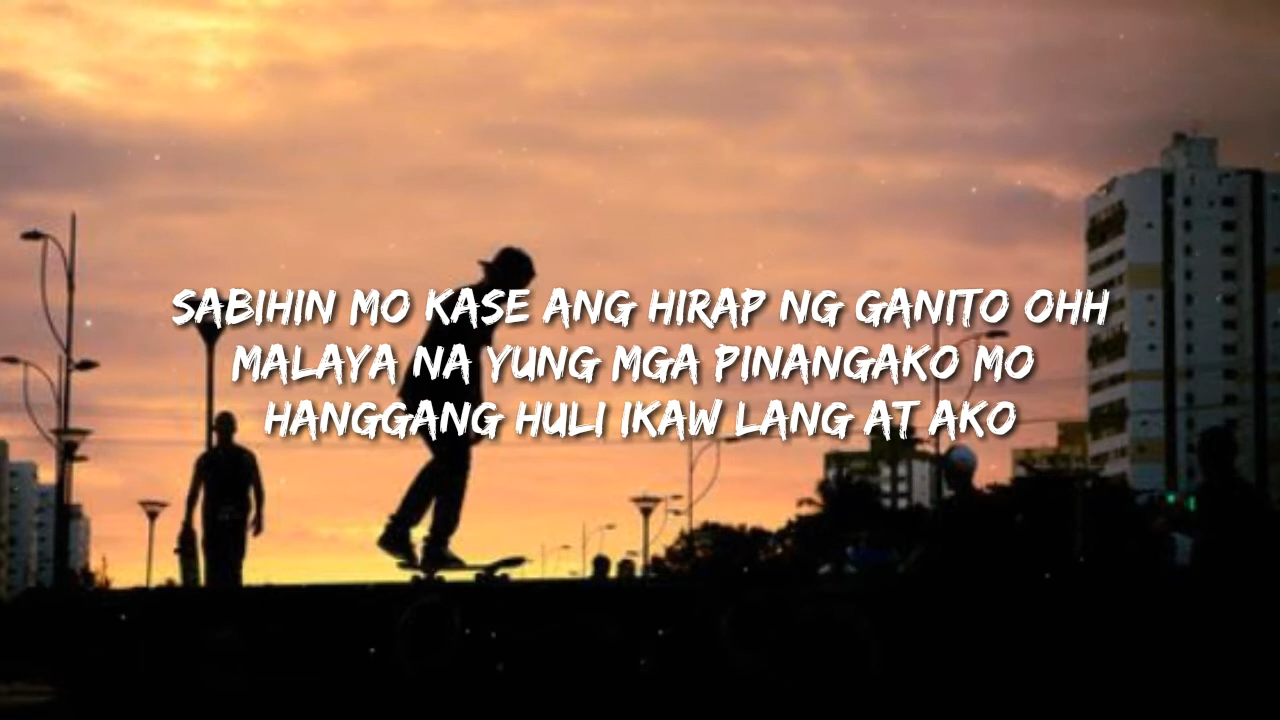 SABIHIN MO KASE ANG HIRAP NG GANITO OHH
MALAYA NA YUNG MGA PINANGAKO MO
HANGGANG HULI IKAW LANG AT AKO